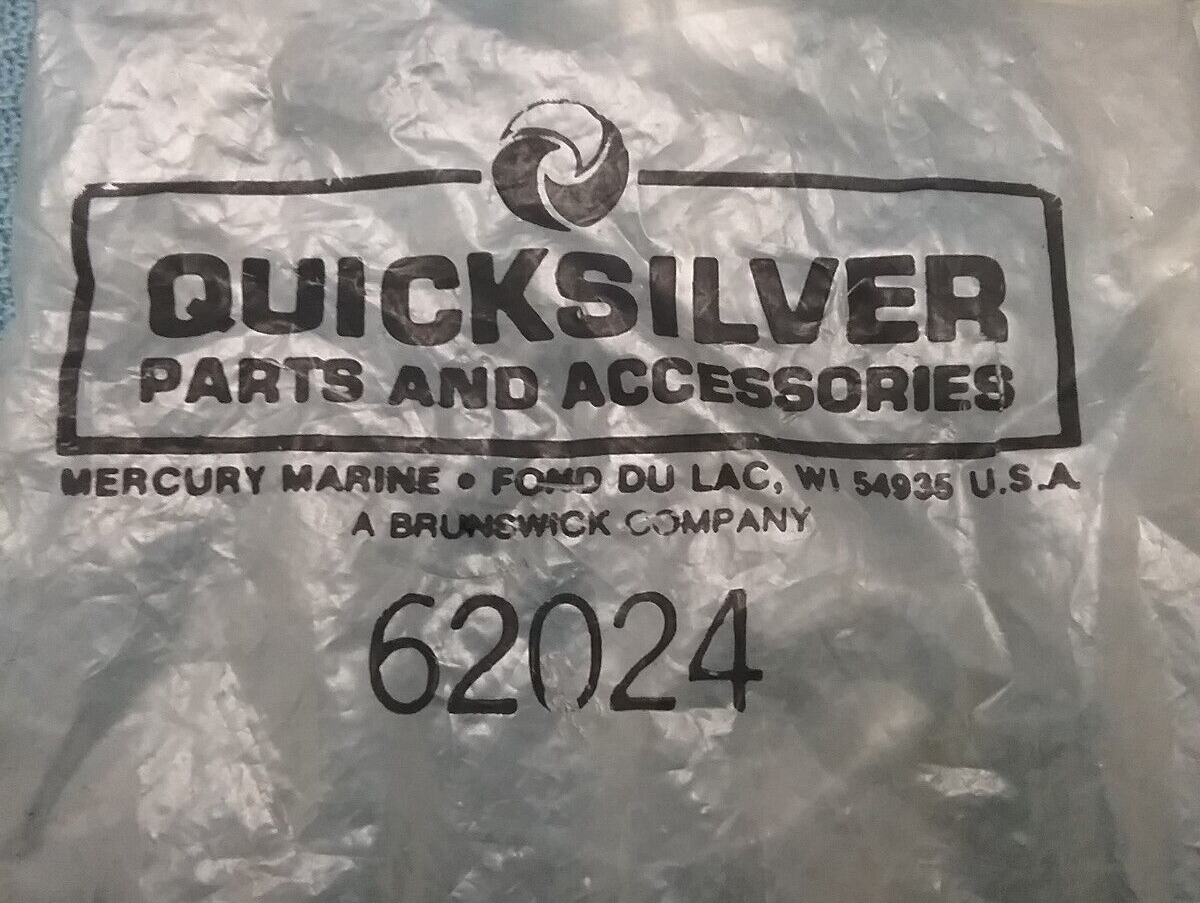 QUICKSILVER
PARTS AND ACCESSORIES
MERCURY MARINE • FOND DU LAC, WI 54935 U.S.A.
A BRUNSWICK COMPANY
62024